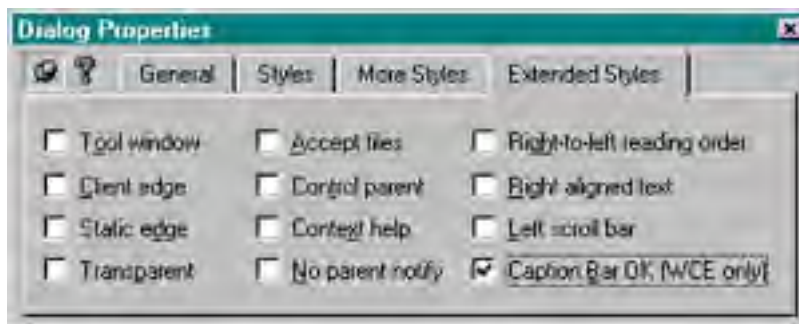 Dialog Properties
General Styles More Styles Extended Styles
Tool window Accept files Right-to-left reading order
Client edge Control parent Right aligned text
Static edge Context help Left scroll bar
Transparent No parent notify Caption Bar OK (WCE only)